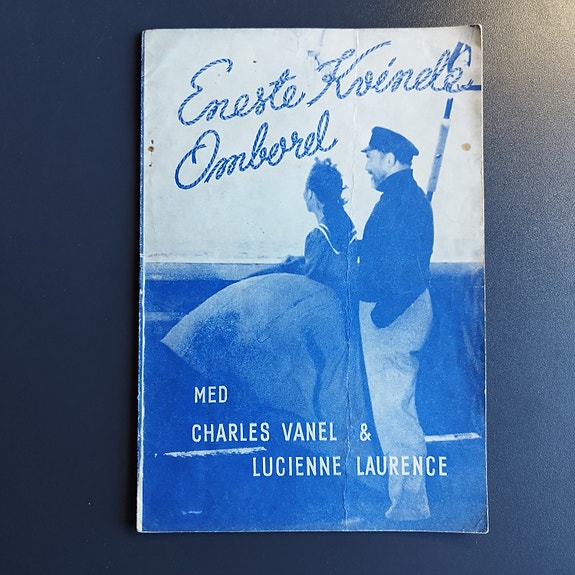 Eneste Kvinde
Ombord
MED
CHARLES VANEL &
LUCIENNE LAURENCE